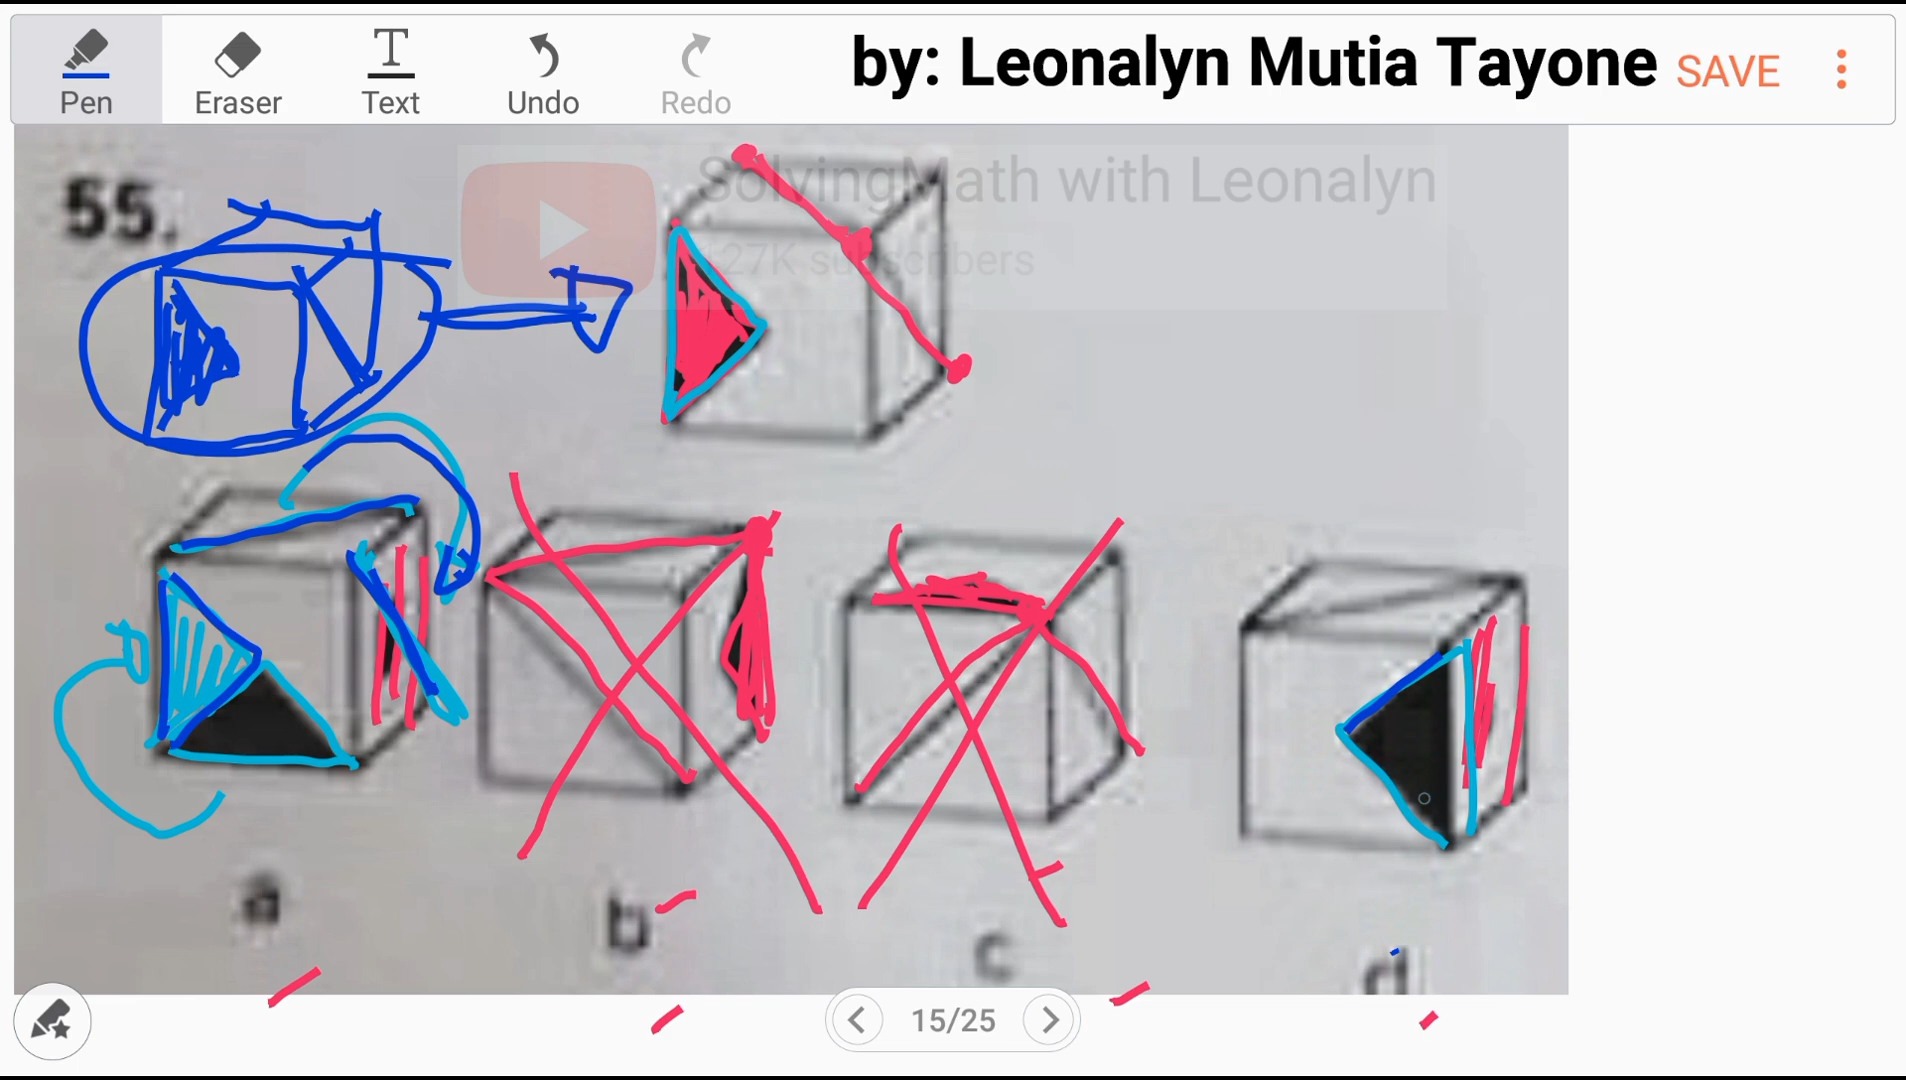 by: Leonalyn Mutia Tayone
SAVE
Pen
Eraser
Text
Undo
Redo
SolvingMath with Leonalyn
27K subscribers
55.
a
b
c
d
15/25